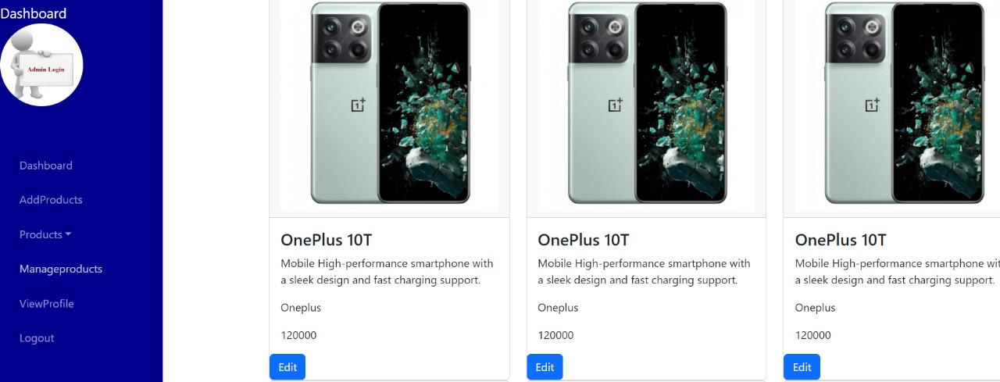 Dashboard
Admin Login
Dashboard
AddProducts
Products
Manageproducts
ViewProfile
Logout
OnePlus 10T
Mobile High-performance smartphone with
a sleek design and fast charging support.
Oneplus
120000
Edit
OnePlus 10T
Mobile High-performance smartphone with
a sleek design and fast charging support.
Oneplus
120000
Edit
OnePlus 10T
Mobile High-performance smartphone wit
a sleek design and fast charging support.
Oneplus
120000
Edit